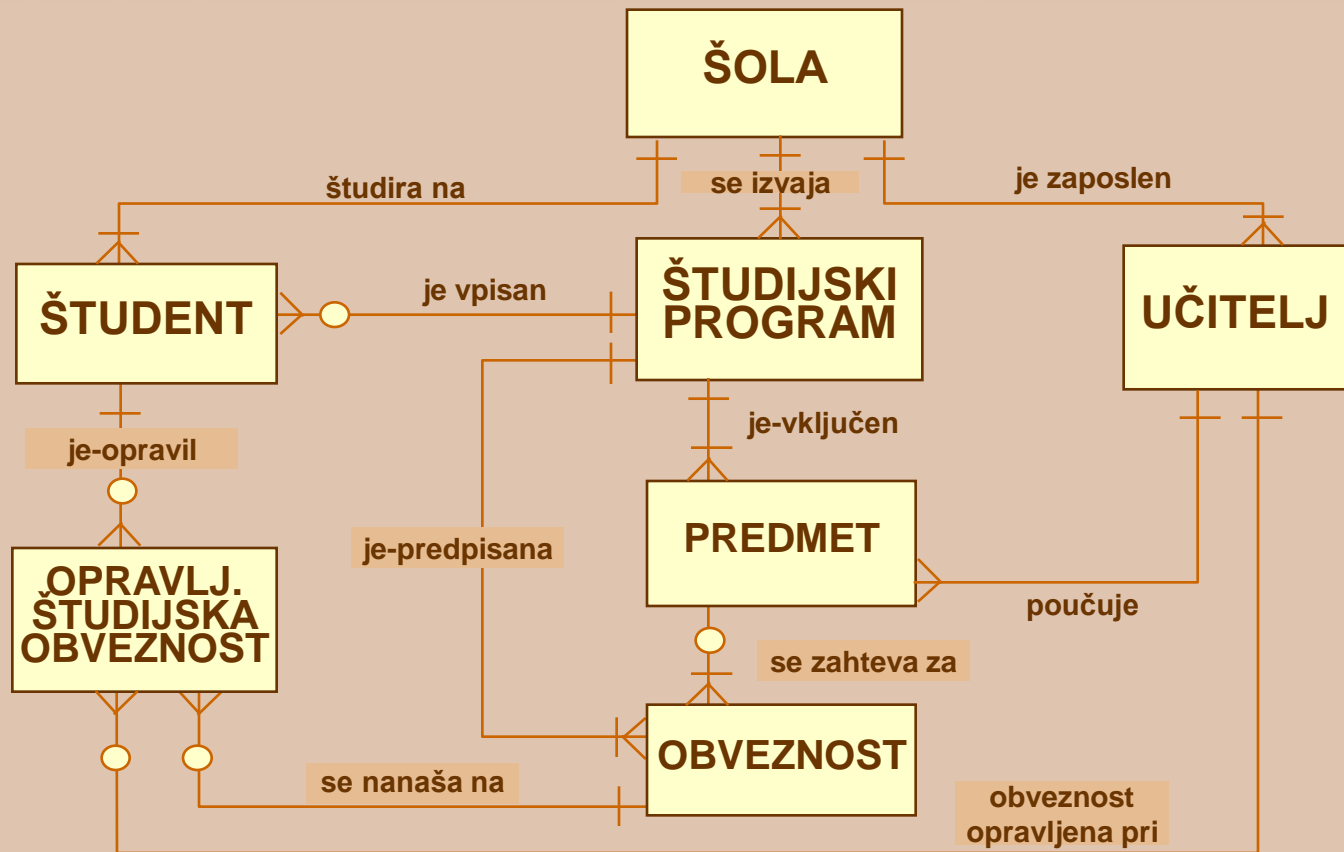 ŠOLA
študira na
se izvaja
je zaposlen
ŠTUDENT
je vpisan
ŠTUDIJSKI
PROGRAM
UČITELJ
je-opravil
je-vključen
je-predpisana
PREDMET
OPRAVLJ.
ŠTUDIJSKA
OBVEZNOST
poučuje
se zahteva za
OBVEZNOST
se nanaša na
obveznost
opravljena pri